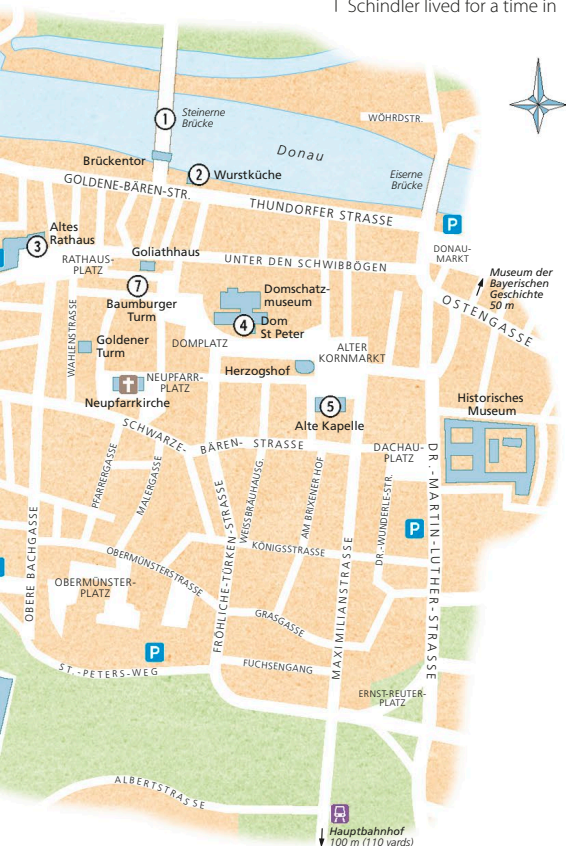 l Schindler lived for a time in
1
Steinerne
Brücke
WÖHRDSTR.
Donau
Brückentor
2
Wurstküche
Eiserne
Brücke
GOLDENE-BÄREN-STR.
THUNDORFER STRASSE
P
Altes
Rathaus
3
DONAU-
MARKT
Goliathhaus
RATHAUS-
PLATZ
UNTER DEN SCHWIBBÖGEN
Museum der
Bayerischen
Geschichte
50 m
7
Baumburger
Turm
Domschatz-
museum
4
Dom
St Peter
OSTENGASSE
WAHLENSTRASSE
Goldener
Turm
DOMPLATZ
ALTER
KORNMARKT
Herzogshof
NEUPFARR-
PLATZ
Neupfarrkirche
5
Alte Kapelle
Historisches
Museum
SCHWARZE-
BÄREN-STRASSE
DACHAU-
PLATZ
PFARRERGASSE
MALERGASSE
WEISSBRÄUHAUSG.
AM BRIXENER HOF
DR.-WUNDERLE-STR.
DR.-MARTIN-LUTHER-STRASSE
OBERE BACHGASSE
FRÖHLICHE-TÜRKEN-STRASSE
P
KÖNIGSSTRASSE
OBERMÜNSTERSTRASSE
MAXIMILIANSTRASSE
OBERMÜNSTER-
PLATZ
GRASGASSE
P
ST.-PETERS-WEG
FUCHSENGANG
ERNST-REUTER-
PLATZ
ALBERTSTRASSE
Hauptbahnhof
100 m (110 yards)